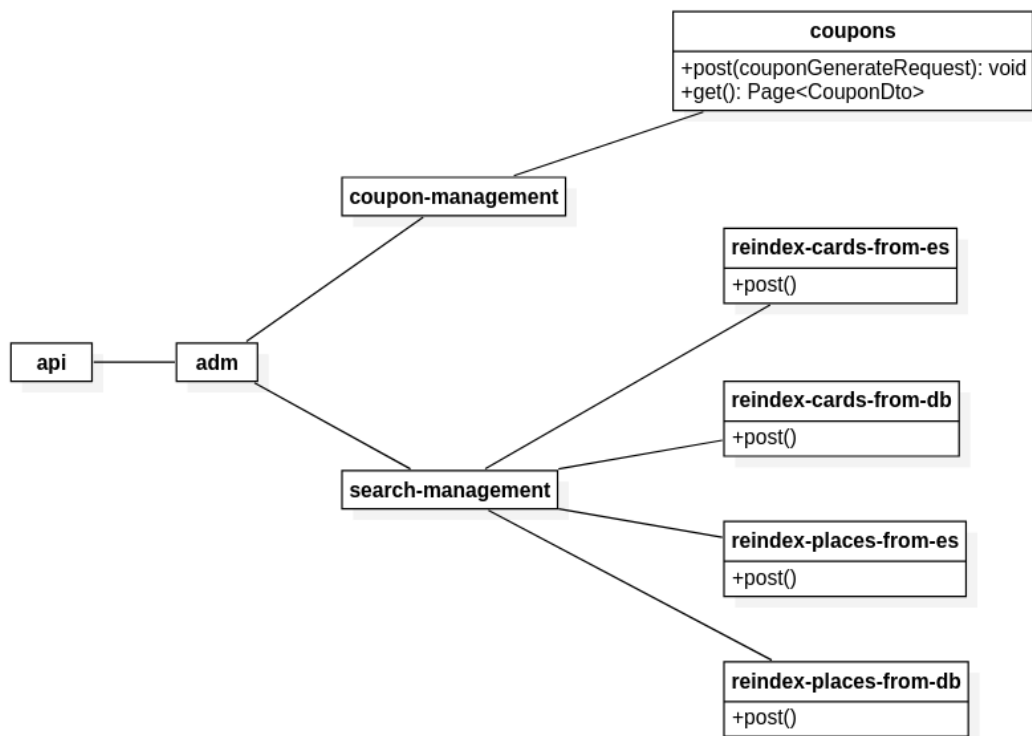 coupons
+post(couponGenerateRequest): void
+get(): Page<CouponDto>
coupon-management
reindex-cards-from-es
+post()
api
adm
reindex-cards-from-db
+post()
search-management
reindex-places-from-es
+post()
reindex-places-from-db
+post()